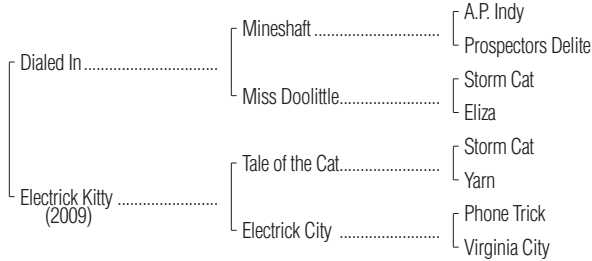 A.P. Indy
Mineshaft ................................
Prospectors Delite
Dialed In ..................................
Storm Cat
Miss Doolittle .........................
Eliza
Storm Cat
Tale of the Cat .........................
Yarn
Electrick Kitty .........................
(2009)
Phone Trick
Electrick City .........................
Virginia City